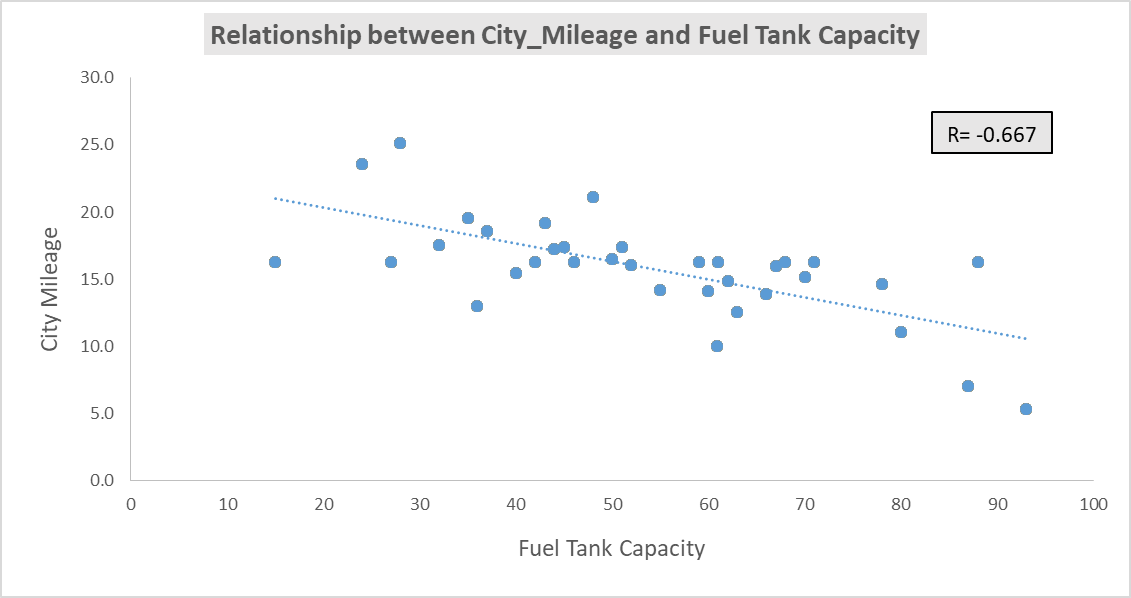 Relationship between City_Mileage and Fuel Tank Capacity
R= -0.667
City Mileage
30.0
25.0
20.0
15.0
10.0
5.0
0.0
0 10 20 30 40 50 60 70 80 90 100
Fuel Tank Capacity